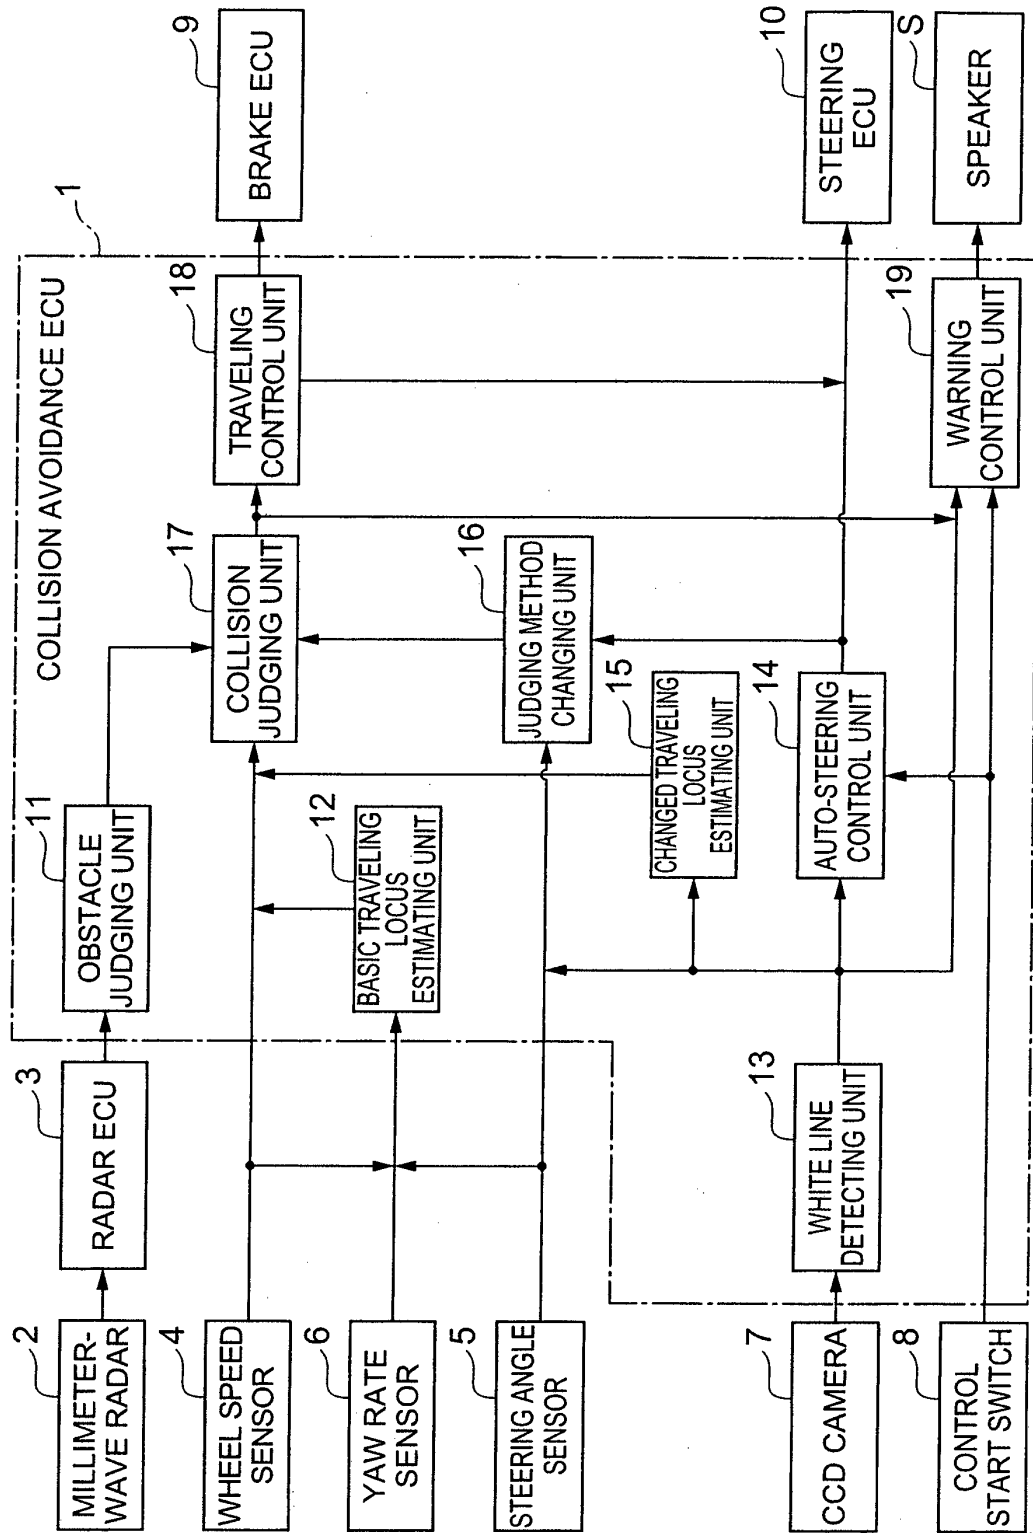 COLLISION AVOIDANCE ECU
1
2
MILLIMETER-
WAVE RADAR
3
RADAR ECU
11
OBSTACLE
JUDGING UNIT
4
WHEEL SPEED
SENSOR
17
COLLISION
JUDGING UNIT
18
TRAVELING
CONTROL UNIT
9
BRAKE ECU
6
YAW RATE
SENSOR
12
BASIC TRAVELING
LOCUS
ESTIMATING UNIT
5
STEERING ANGLE
SENSOR
16
JUDGING METHOD
CHANGING UNIT
15
CHANGED TRAVELING
LOCUS
ESTIMATING UNIT
7
CCD CAMERA
13
WHITE LINE
DETECTING UNIT
14
AUTO-STEERING
CONTROL UNIT
10
STEERING
ECU
8
CONTROL
START SWITCH
19
WARNING
CONTROL UNIT
S
SPEAKER